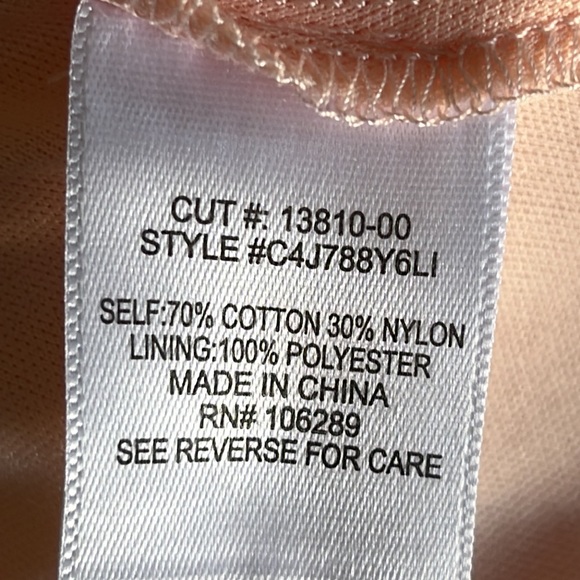 CUT #: 13810-00
STYLE #C4J788Y6LI
SELF:70% COTTON 30% NYLON
LINING:100% POLYESTER
MADE IN CHINA
RN# 106289
SEE REVERSE FOR CARE